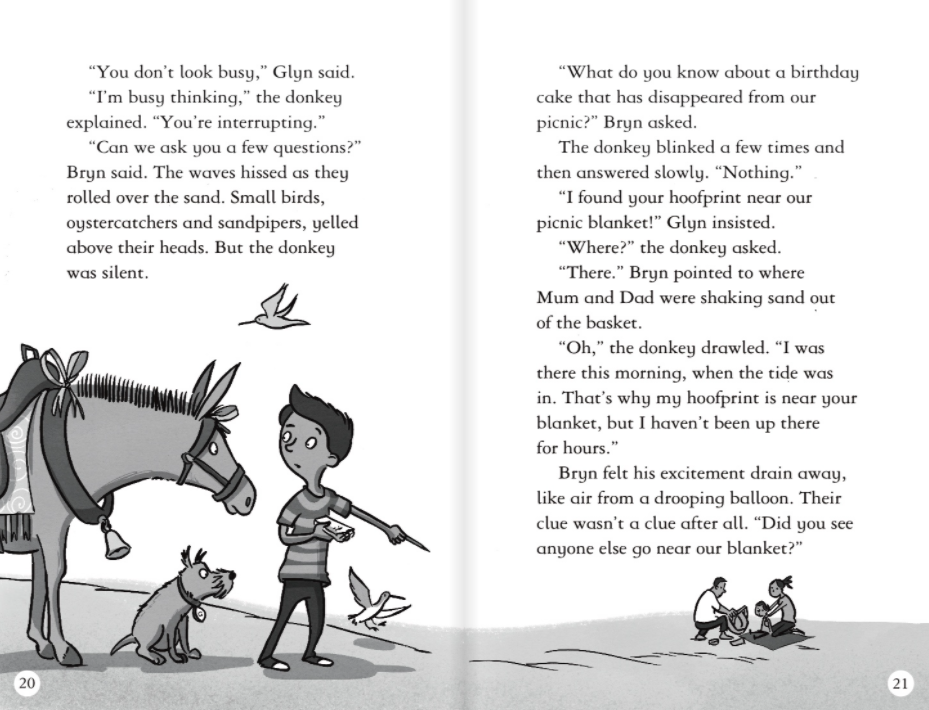 “You don’t look busy,” Glyn said.
“I’m busy thinking,” the donkey
explained. “You’re interrupting.”
“Can we ask you a few questions?”
Bryn said. The waves hissed as they
rolled over the sand. Small birds,
oystercatchers and sandpipers, yelled
above their heads. But the donkey
was silent.
20
“What do you know about a birthday
cake that has disappeared from our
picnic?” Bryn asked.
The donkey blinked a few times and
then answered slowly. “Nothing.”
“I found your hoofprint near our
picnic blanket!” Glyn insisted.
“Where?” the donkey asked.
“There.” Bryn pointed to where
Mum and Dad were shaking sand out
of the basket.
“Oh,” the donkey drawled. “I was
there this morning, when the tide was
in. That’s why my hoofprint is near your
blanket, but I haven’t been up there
for hours.”
Bryn felt his excitement drain away,
like air from a drooping balloon. Their
clue wasn’t a clue after all. “Did you see
anyone else go near our blanket?”
21